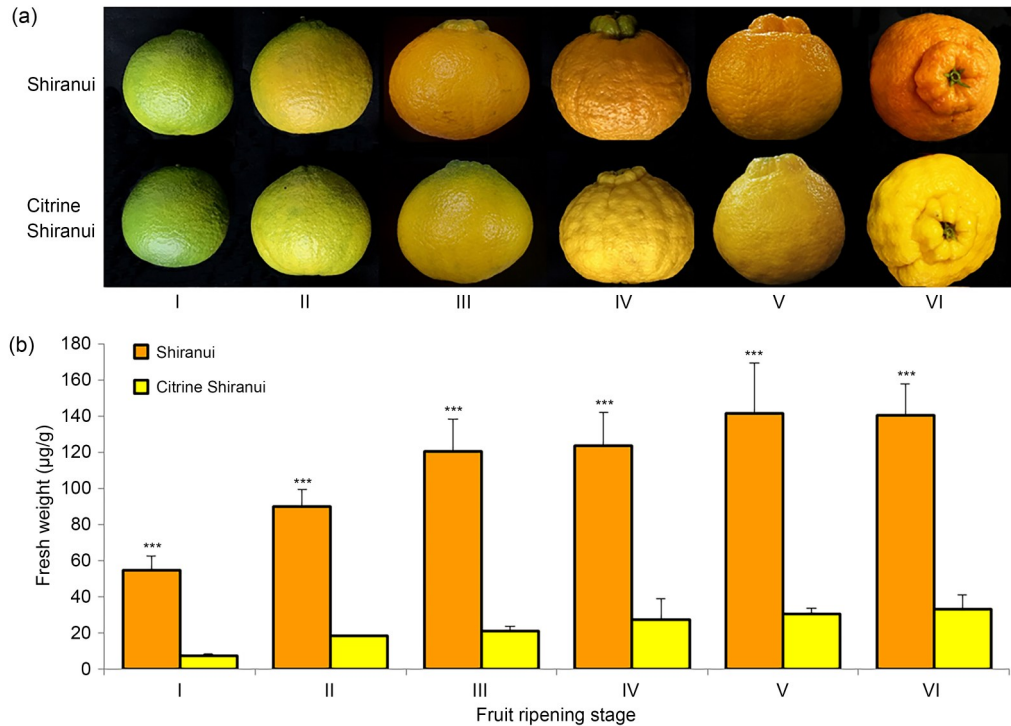 (a)
Shiranui
Citrine
Shiranui
I II III IV V VI
(b)
Fresh weight (µg/g)
180
160
140
120
100
80
60
40
20
0
Shiranui
Citrine Shiranui
*** *** *** *** *** ***
I II III IV V VI
Fruit ripening stage